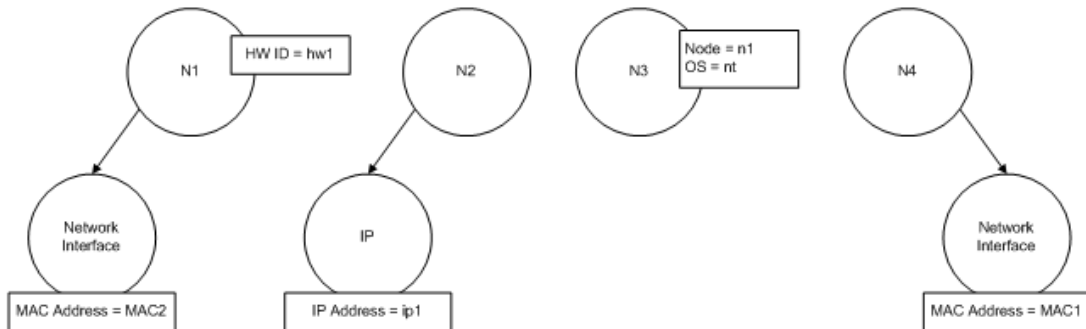 N1
HW ID = hw1
N2
N3
Node = n1
OS = nt
N4
Network
Interface
MAC Address = MAC2
IP
IP Address = ip1
Network
Interface
MAC Address = MAC1